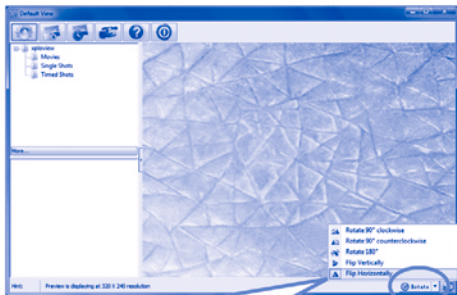 Default View
xploview
Movies
Single Shots
Timed Shots
More...
Rotate 90° clockwise
Rotate 90° counterclockwise
Rotate 180°
Flip Vertically
Flip Horizontally
Hint: Preview is displaying at 320 X 240 resolution
Rotate